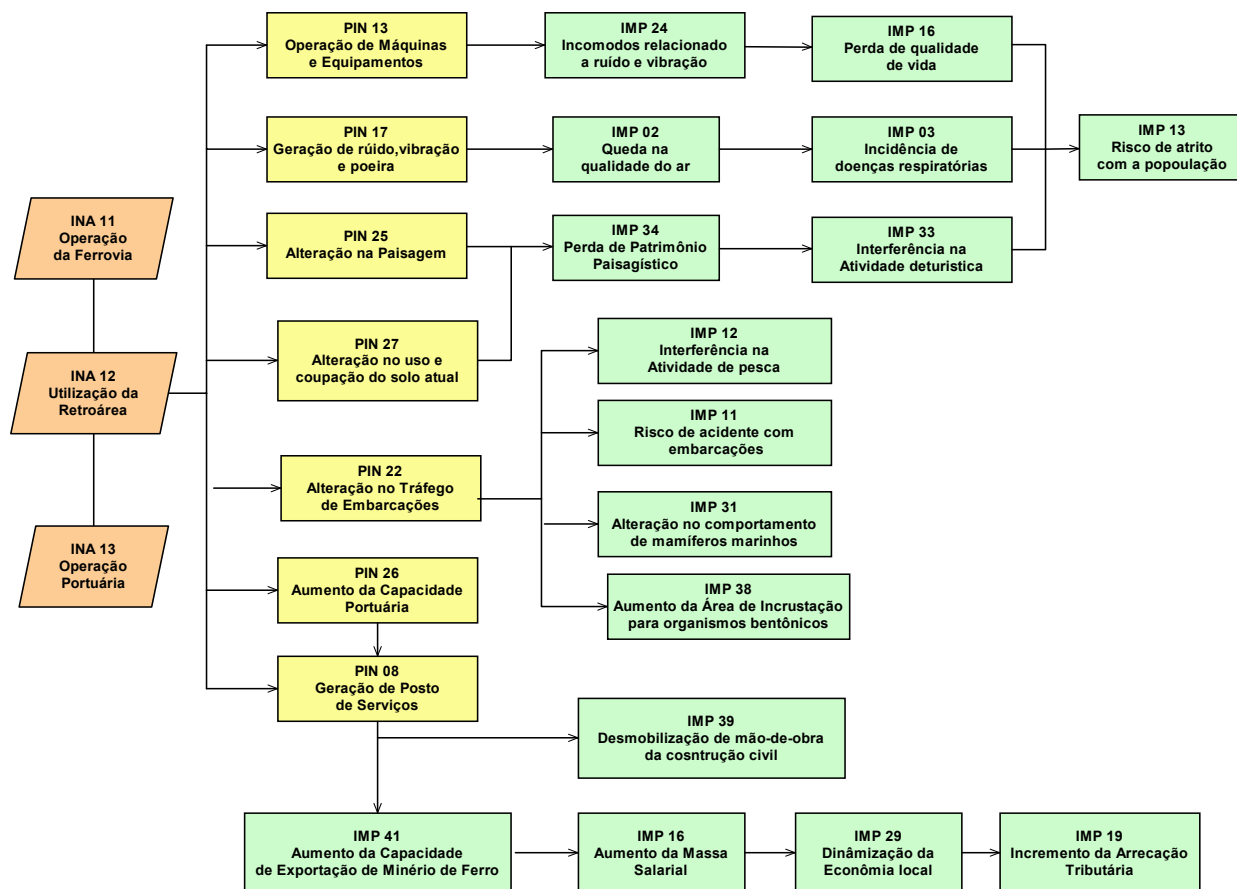 PIN 13
Operação de Máquinas
e Equipamentos
IMP 24
Incomodos relacionado
a ruído e vibração
IMP 16
Perda de qualidade
de vida
PIN 17
Geração de rúido,vibração
e poeira
IMP 02
Queda na
qualidade do ar
IMP 03
Incidência de
doenças respiratórias
IMP 13
Risco de atrito
com a popoulação
INA 11
Operação
da Ferrovia
PIN 25
Alteração na Paisagem
IMP 34
Perda de Patrimônio
Paisagístico
IMP 33
Interferência na
Atividade deturistica
INA 12
Utilização da
Retroárea
PIN 27
Alteração no uso e
coupação do solo atual
IMP 12
Interferência na
Atividade de pesca
IMP 11
Risco de acidente com
embarcações
PIN 22
Alteração no Tráfego
de Embarcações
IMP 31
Alteração no comportamento
de mamíferos marinhos
INA 13
Operação
Portuária
PIN 26
Aumento da Capacidade
Portuária
IMP 38
Aumento da Área de Incrustação
para organismos bentônicos
PIN 08
Geração de Posto
de Serviços
IMP 39
Desmobilização de mão-de-obra
da cosntrução civil
IMP 41
Aumento da Capacidade
de Exportação de Minério de Ferro
IMP 16
Aumento da Massa
Salarial
IMP 29
Dinâmização da
Econômia local
IMP 19
Incremento da Arrecação
Tributária